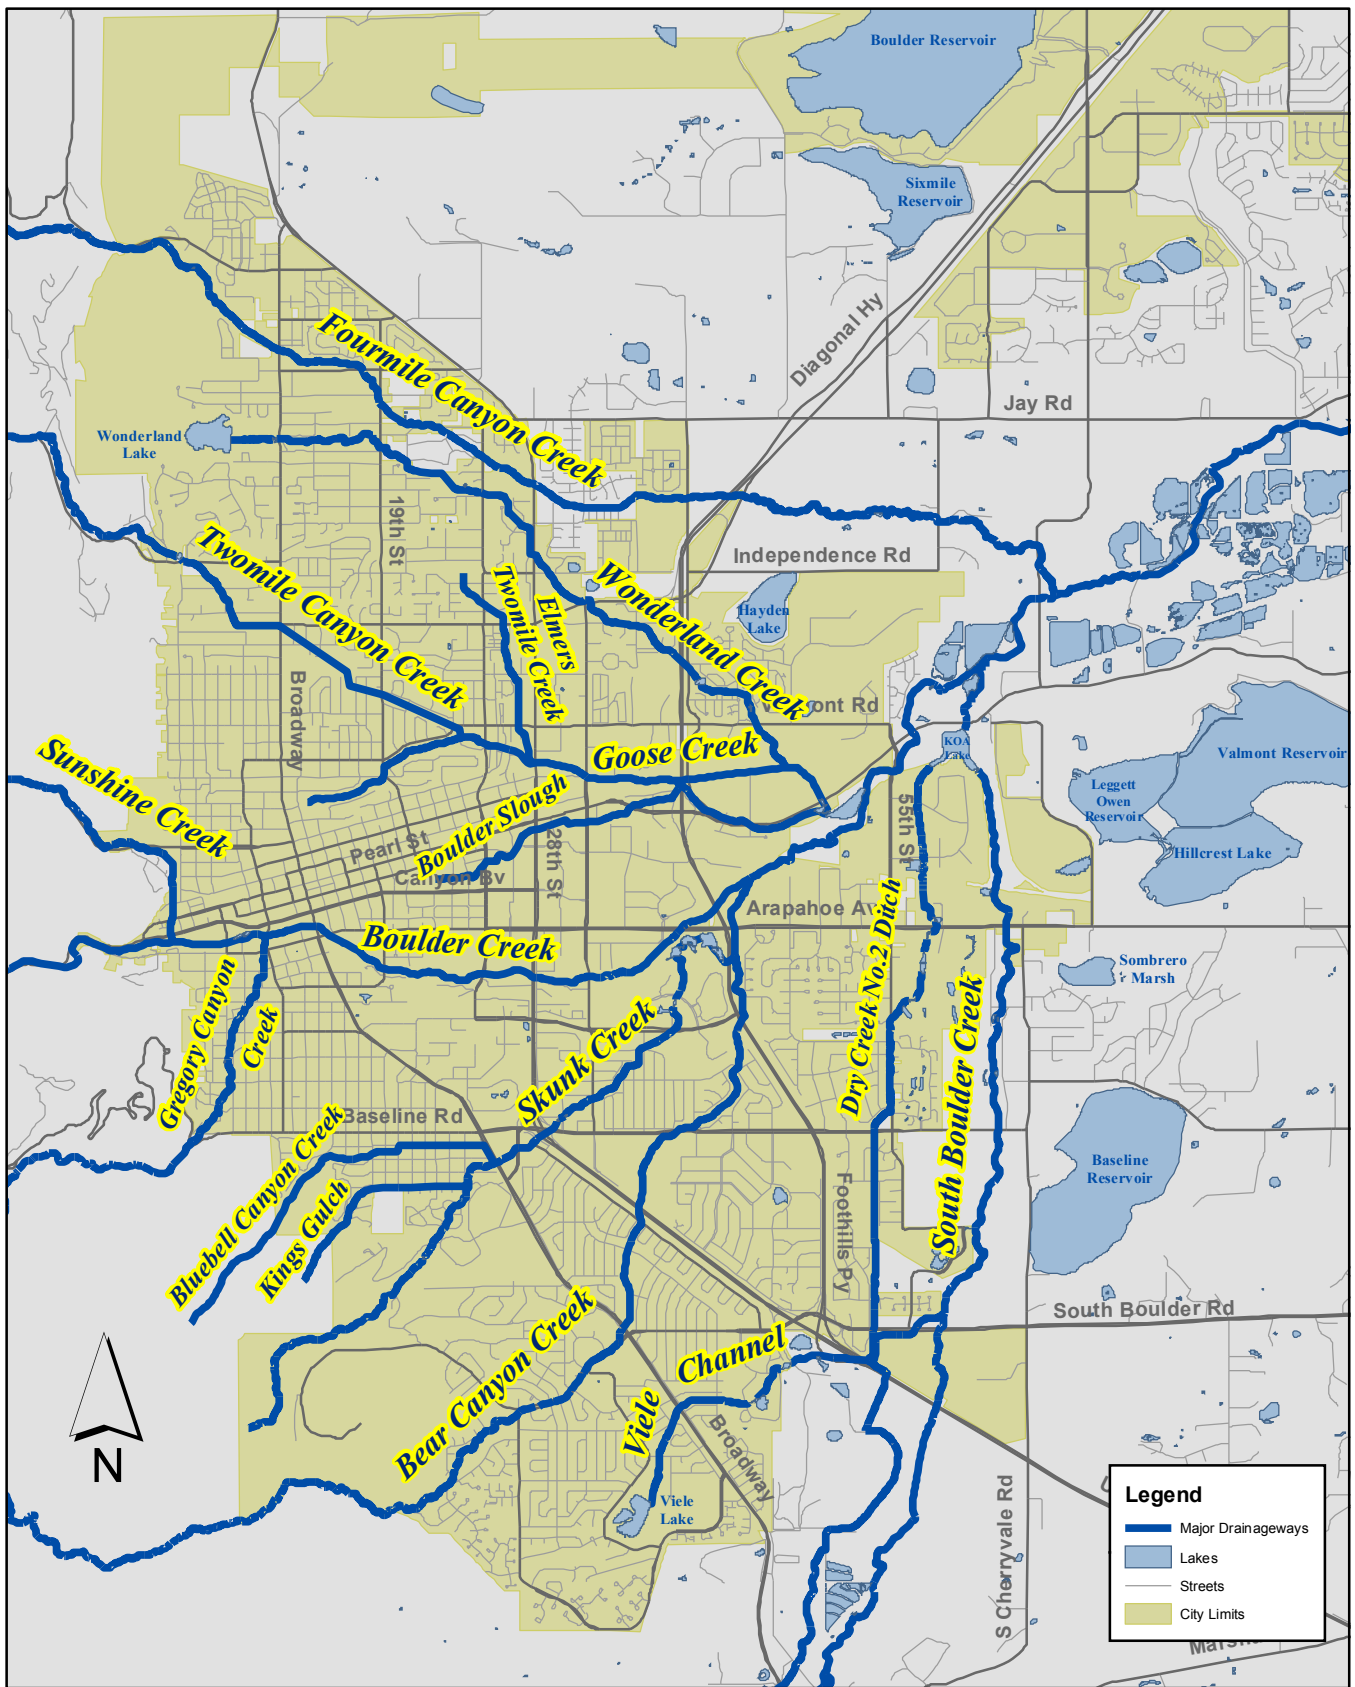 Boulder Reservoir
Sixmile
Reservoir
Diagonal Hy
Fourmile Canyon Creek
Jay Rd
Wonderland
Lake
19th St
Twomile Canyon Creek
Independence Rd
Elmers
Twomile Creek
Wonderland Creek
Hayden
Lake
Broadway
mont Rd
Goose Creek
KOA
Lake
Valmont Reservoir
Leggett
Owen
Reservoir
Hillcrest Lake
Sunshine Creek
Boulder Slough
Pearl St
Canyon Bv
28th St
55th St
Arapahoe Av
Boulder Creek
Dry Creek No.2 Ditch
Sombrero
Marsh
Gregory Canyon
Creek
Skunk Creek
South Boulder Creek
Baseline Rd
Baseline
Reservoir
Bluebell Canyon Creek
Kings Gulch
Foothills Py
South Boulder Rd
Bear Canyon Creek
Viele Channel
Broadway
Viele
Lake
S Cherryvale Rd
N
Legend
Major Drainageways
Lakes
Streets
City Limits